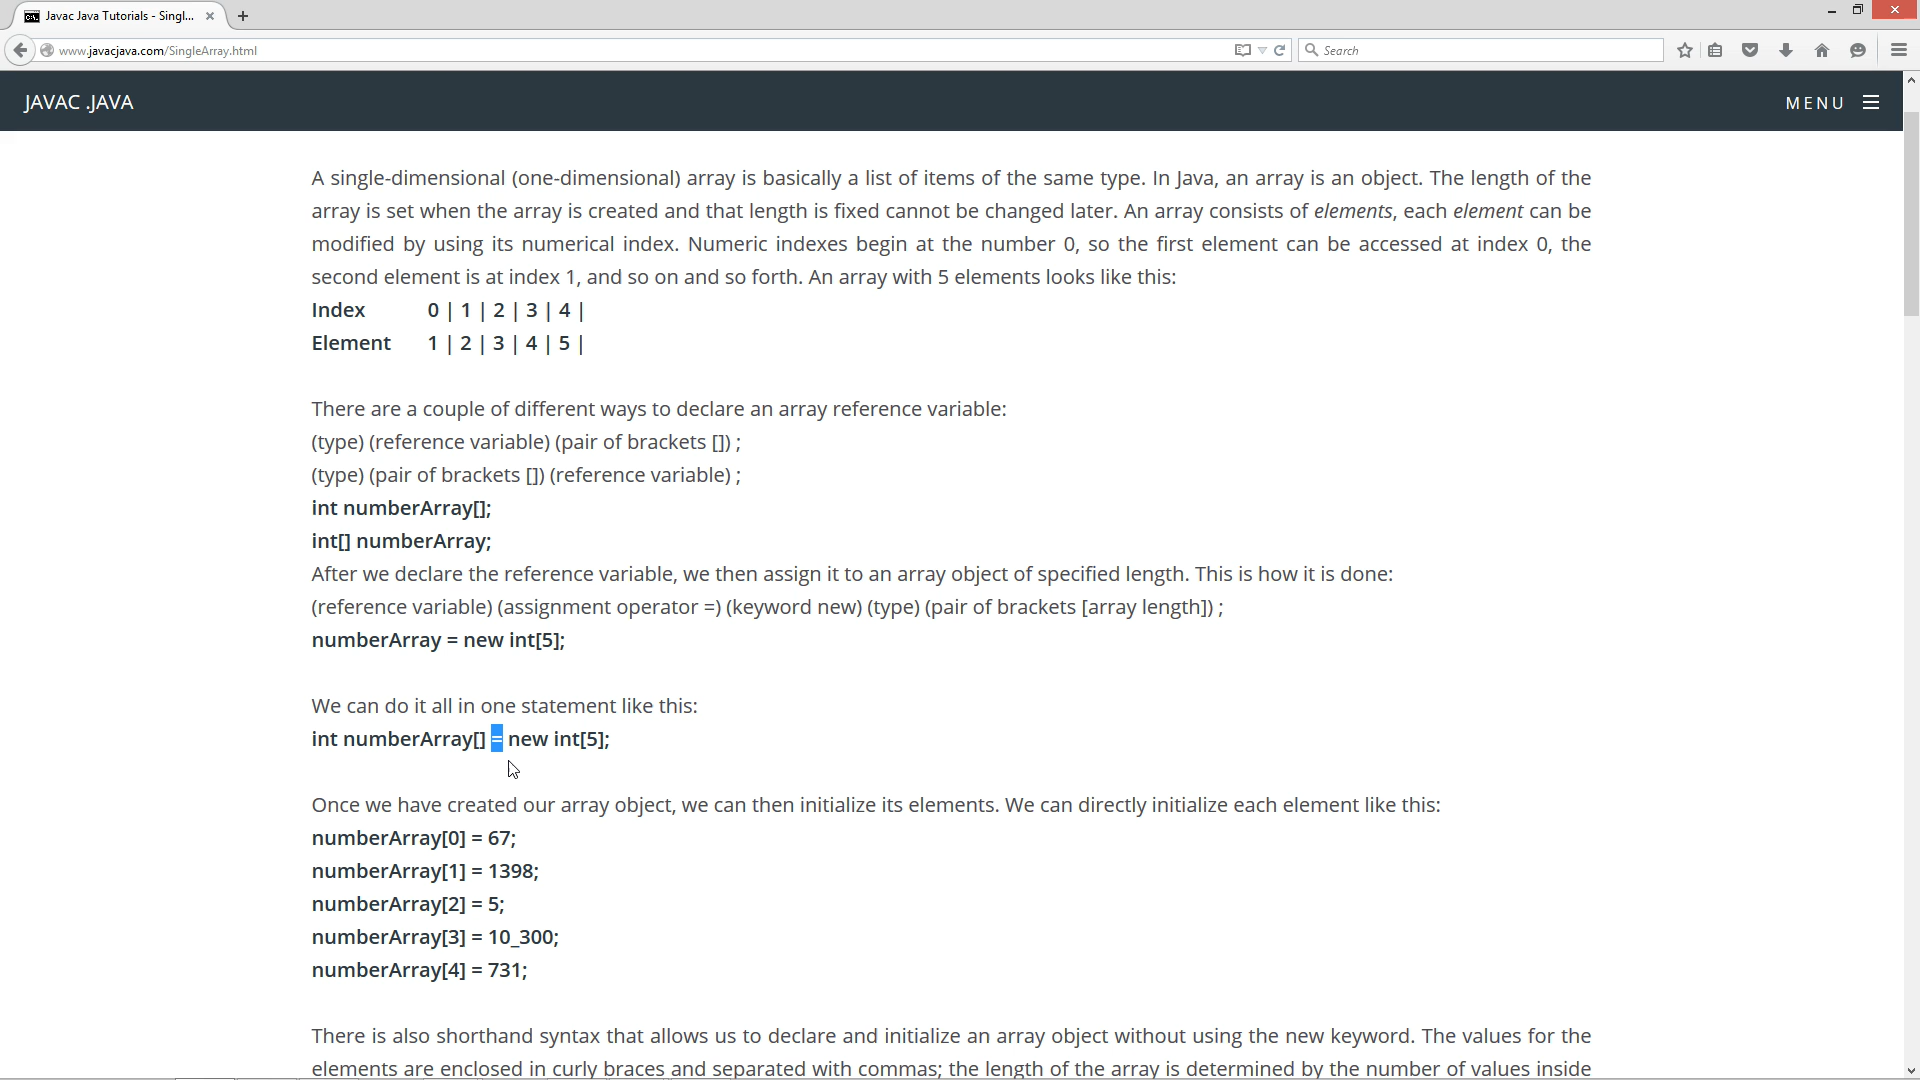 Javac Java Tutorials - Singl...
www.javacjava.com/SingleArray.html
Search
JAVAC .JAVA
MENU
A single-dimensional (one-dimensional) array is basically a list of items of the same type. In Java, an array is an object. The length of the
array is set when the array is created and that length is fixed cannot be changed later. An array consists of elements, each element can be
modified by using its numerical index. Numeric indexes begin at the number 0, so the first element can be accessed at index 0, the
second element is at index 1, and so on and so forth. An array with 5 elements looks like this:
Index 0 | 1 | 2 | 3 | 4 |
Element 1 | 2 | 3 | 4 | 5 |
There are a couple of different ways to declare an array reference variable:
(type) (reference variable) (pair of brackets []) ;
(type) (pair of brackets []) (reference variable) ;
int numberArray[];
int[] numberArray;
After we declare the reference variable, we then assign it to an array object of specified length. This is how it is done:
(reference variable) (assignment operator =) (keyword new) (type) (pair of brackets [array length]) ;
numberArray = new int[5];
We can do it all in one statement like this:
int numberArray[] = new int[5];
Once we have created our array object, we can then initialize its elements. We can directly initialize each element like this:
numberArray[0] = 67;
numberArray[1] = 1398;
numberArray[2] = 5;
numberArray[3] = 10_300;
numberArray[4] = 731;
There is also shorthand syntax that allows us to declare and initialize an array object without using the new keyword. The values for the
elements are enclosed in curly braces and separated with commas; the length of the array is determined by the number of values inside